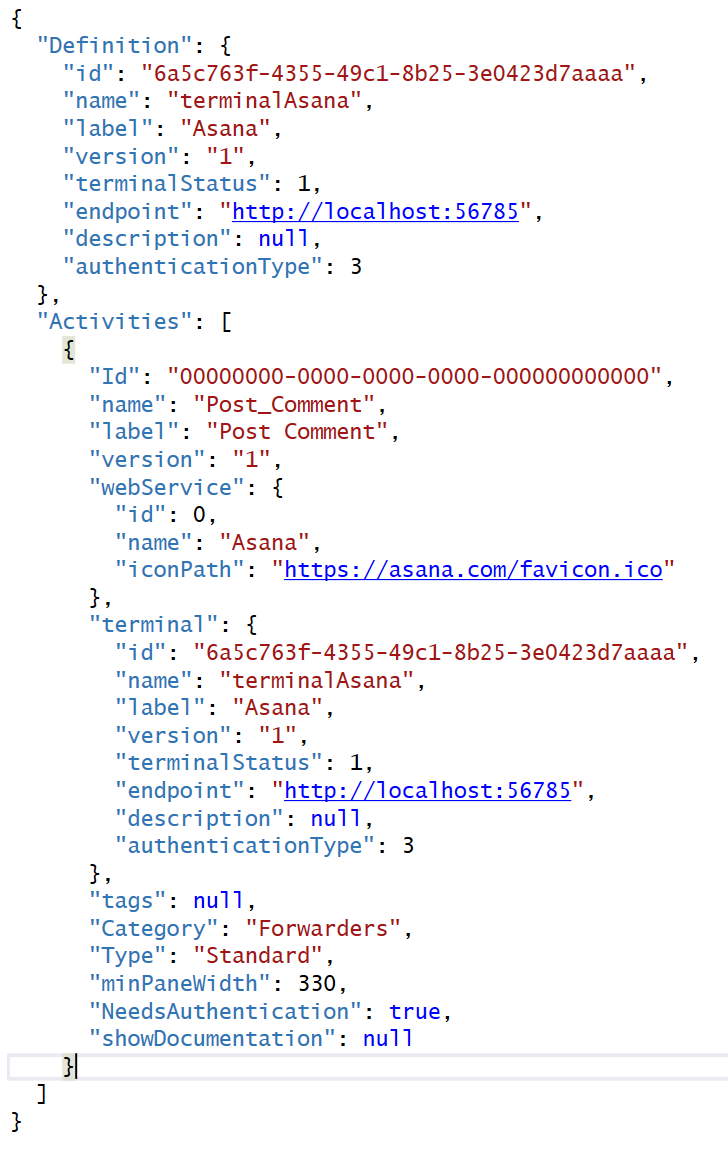 {
  "Definition": {
    "id": "6a5c763f-4355-49c1-8b25-3e0423d7aaaa",
    "name": "terminalAsana",
    "label": "Asana",
    "version": "1",
    "terminalStatus": 1,
    "endpoint": "http://localhost:56785",
    "description": null,
    "authenticationType": 3
  },
  "Activities": [
    {
      "Id": "00000000-0000-0000-0000-000000000000",
      "name": "Post_Comment",
      "label": "Post Comment",
      "version": "1",
      "webService": {
        "id": 0,
        "name": "Asana",
        "iconPath": "https://asana.com/favicon.ico"
      },
      "terminal": {
        "id": "6a5c763f-4355-49c1-8b25-3e0423d7aaaa",
        "name": "terminalAsana",
        "label": "Asana",
        "version": "1",
        "terminalStatus": 1,
        "endpoint": "http://localhost:56785",
        "description": null,
        "authenticationType": 3
      },
      "tags": null,
      "Category": "Forwarders",
      "Type": "Standard",
      "minPaneWidth": 330,
      "NeedsAuthentication": true,
      "showDocumentation": null
    }
  ]
}